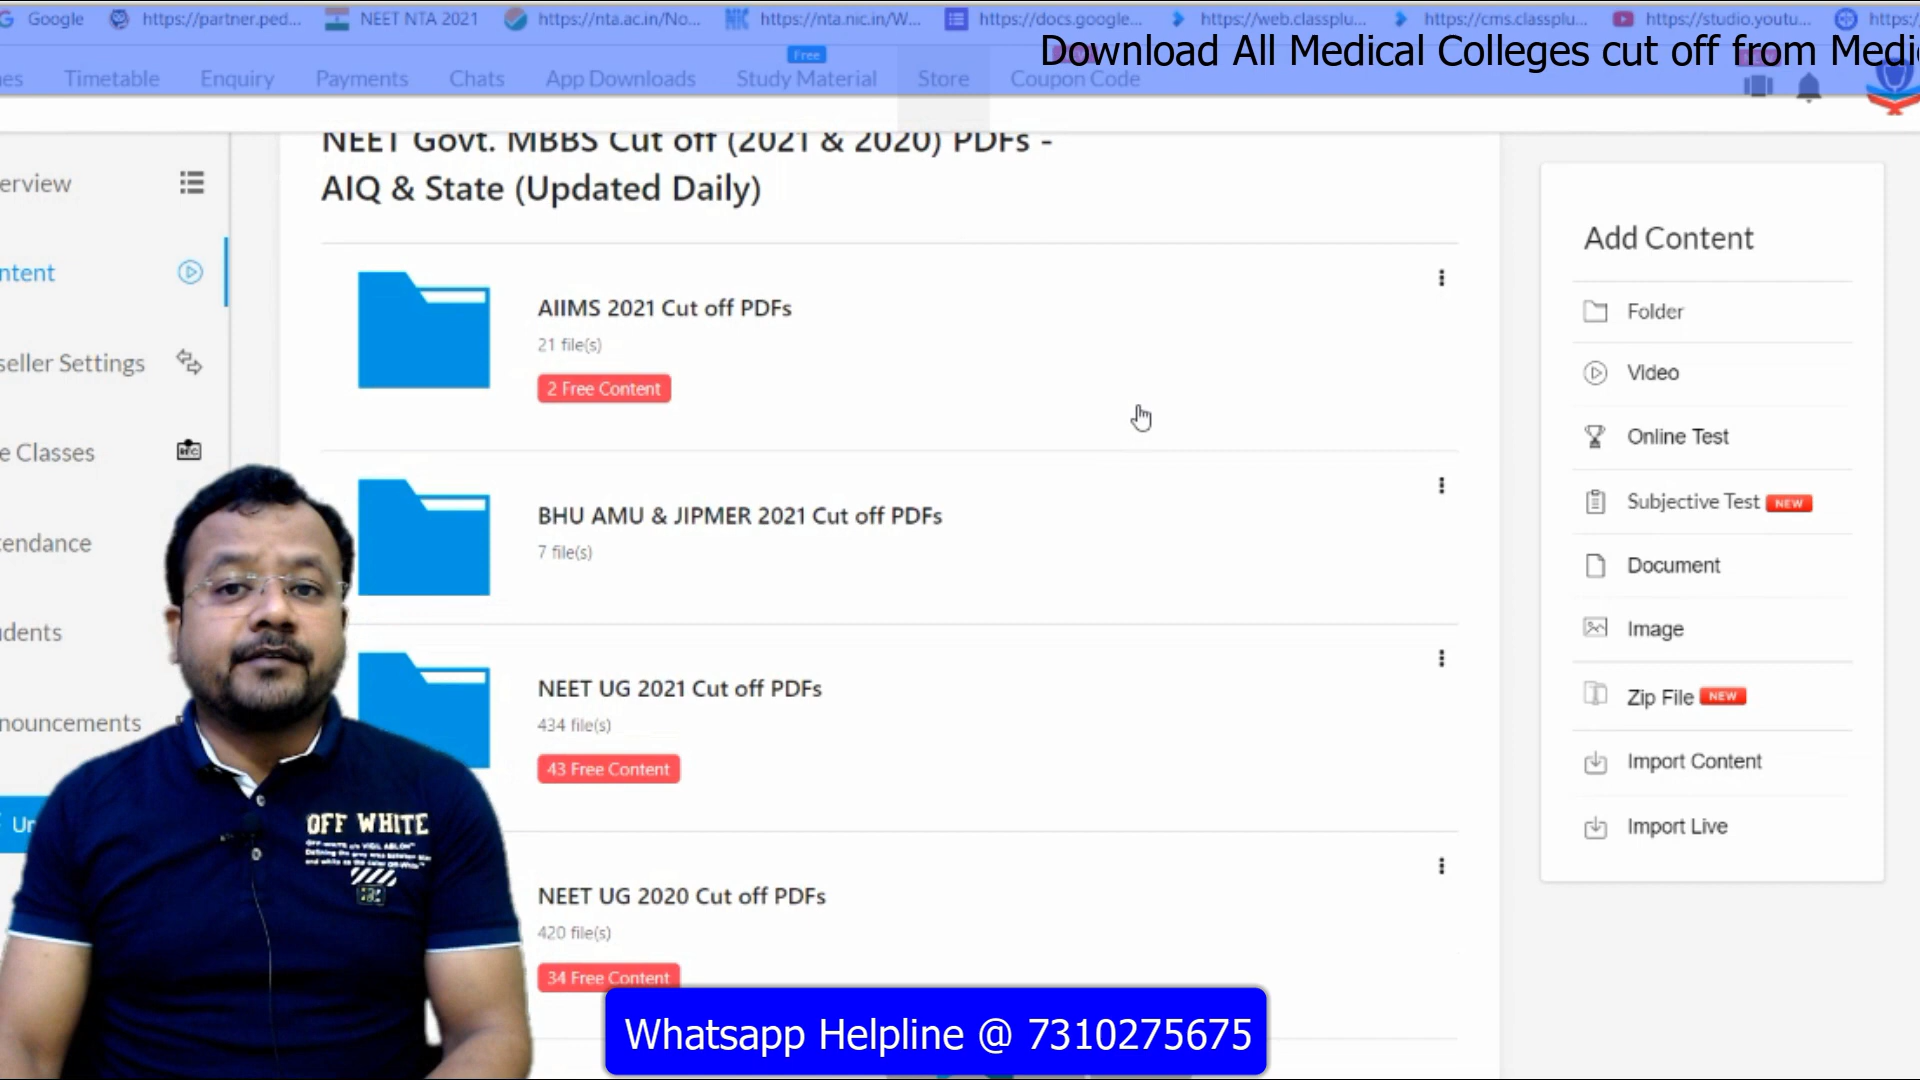 Google
https://partner.ped...
NEET NTA 2021
https://nta.ac.in/No...
https://nta.nic.in/W...
https://docs.google...
https://web.classplu...
https://cms.classplu...
https://studio.youtu...
https:/
Download All Medical Colleges cut off from Medi
es
Timetable
Enquiry
Payments
Chats
App Downloads
Free
Study Material
Store
Coupon Code
NEET Govt. MBBS Cut off (2021 & 2020) PDFs -
AIQ & State (Updated Daily)
erview
ntent
seller Settings
e Classes
REC
endance
dents
nouncements
Un
AIIMS 2021 Cut off PDFs
21 file(s)
2 Free Content
BHU AMU & JIPMER 2021 Cut off PDFs
7 file(s)
NEET UG 2021 Cut off PDFs
434 file(s)
43 Free Content
NEET UG 2020 Cut off PDFs
420 file(s)
34 Free Content
Add Content
Folder
Video
Online Test
Subjective Test NEW
Document
Image
Zip File NEW
Import Content
Import Live
OFF WHITE
Whatsapp Helpline @ 7310275675